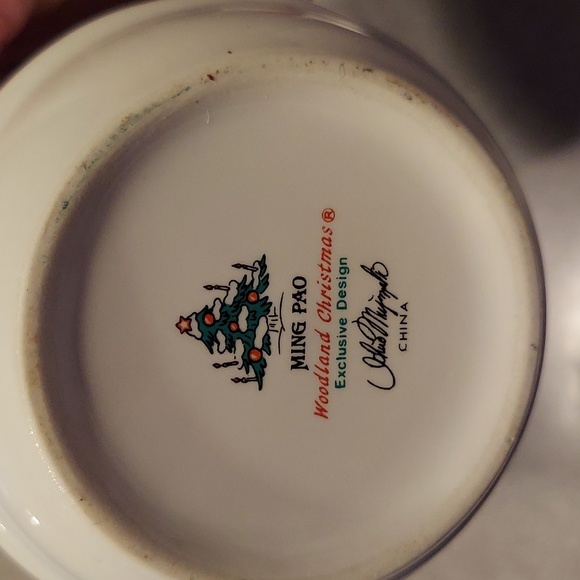 MING PAO
Woodland Christmas®
Exclusive Design
CHINA